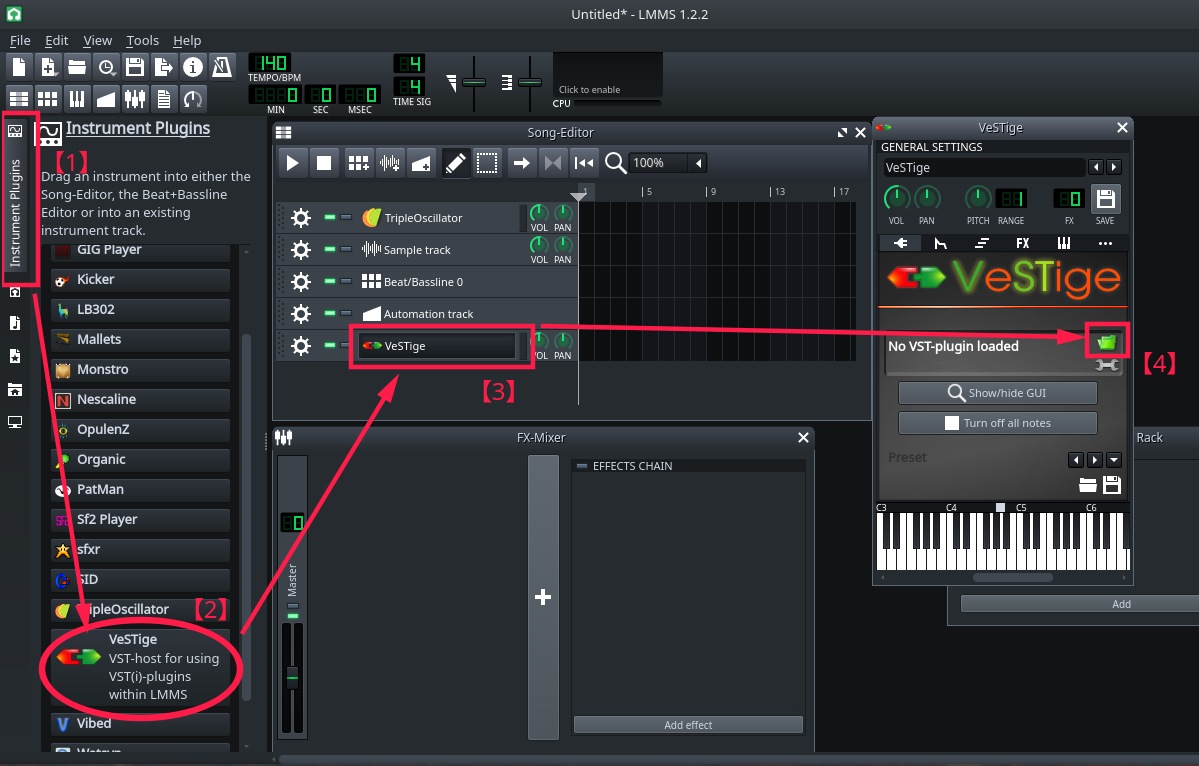 Untitled* - LMMS 1.2.2
File Edit View Tools Help
140
TEMPO/BPM
0 0 0
MIN SEC MSEC
4
4
TIME SIG
Click to enable
CPU
Instrument Plugins
Instrument Plugins
【1】
Drag an instrument into either the
Song-Editor, the Beat+Bassline
Editor or into an existing
instrument track.
GIG Player
Kicker
LB302
Mallets
Monstro
Nescaline
OpulenZ
Organic
PatMan
Sf2 Player
sfxr
SID
TripleOscillator
【2】
VeSTige
VST-host for using
VST(i)-plugins
within LMMS
Vibed
Watsyn
Song-Editor
100%
1 5 9 13 17
TripleOscillator
VOL PAN
Sample track
VOL PAN
Beat/Bassline 0
Automation track
VeSTige
VOL PAN
【3】
FX-Mixer
0
Master
EFFECTS CHAIN
Add effect
VeSTige
GENERAL SETTINGS
VeSTige
1 0
VOL PAN PITCH RANGE FX SAVE
FX
VeSTige
No VST-plugin loaded
【4】
Show/hide GUI
Turn off all notes
Preset
C3 C4 C5 C6
Rack
Add